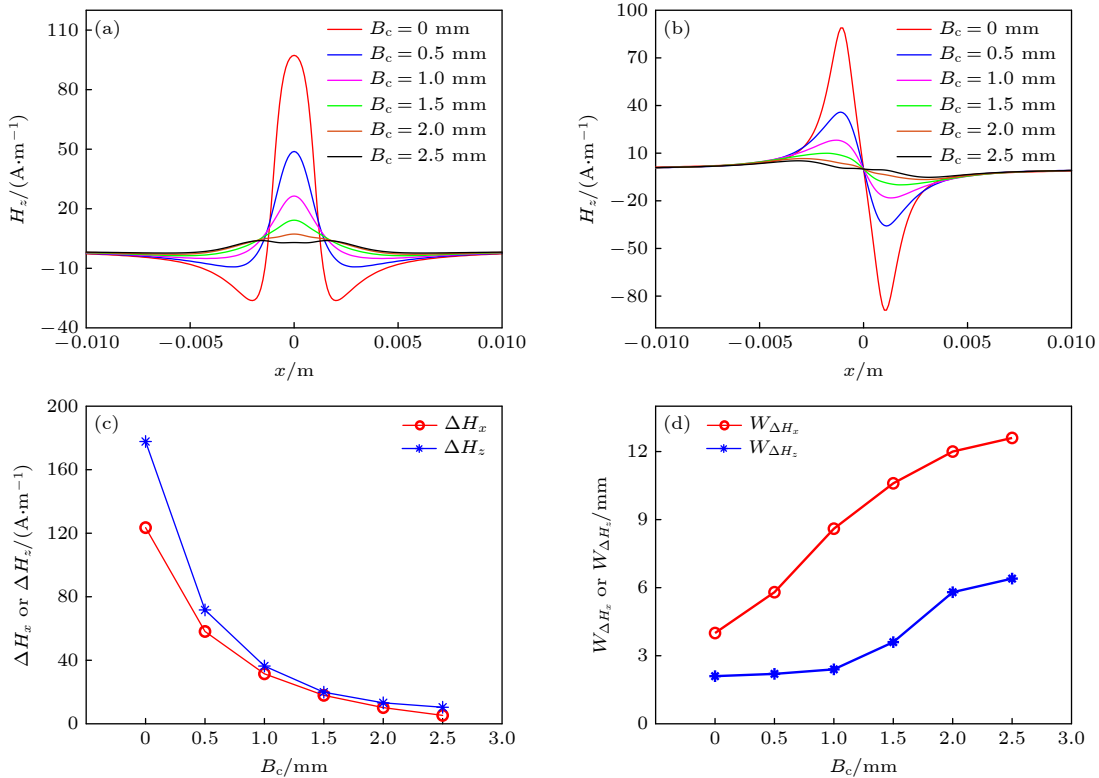 (a)
110
80
50
20
−10
−40
H_z/(A·m⁻¹)
B_c = 0 mm
B_c = 0.5 mm
B_c = 1.0 mm
B_c = 1.5 mm
B_c = 2.0 mm
B_c = 2.5 mm
−0.010 −0.005 0 0.005 0.010
x/m
(b)
100
70
40
10
−20
−50
−80
H_z/(A·m⁻¹)
B_c = 0 mm
B_c = 0.5 mm
B_c = 1.0 mm
B_c = 1.5 mm
B_c = 2.0 mm
B_c = 2.5 mm
−0.010 −0.005 0 0.005 0.010
x/m
(c)
200
160
120
80
40
0
ΔH_x or ΔH_z/(A·m⁻¹)
ΔH_x
ΔH_z
0 0.5 1.0 1.5 2.0 2.5 3.0
B_c/mm
(d)
12
9
6
3
0
W_ΔH_x or W_ΔH_z/mm
W_ΔH_x
W_ΔH_z
0 0.5 1.0 1.5 2.0 2.5 3.0
B_c/mm